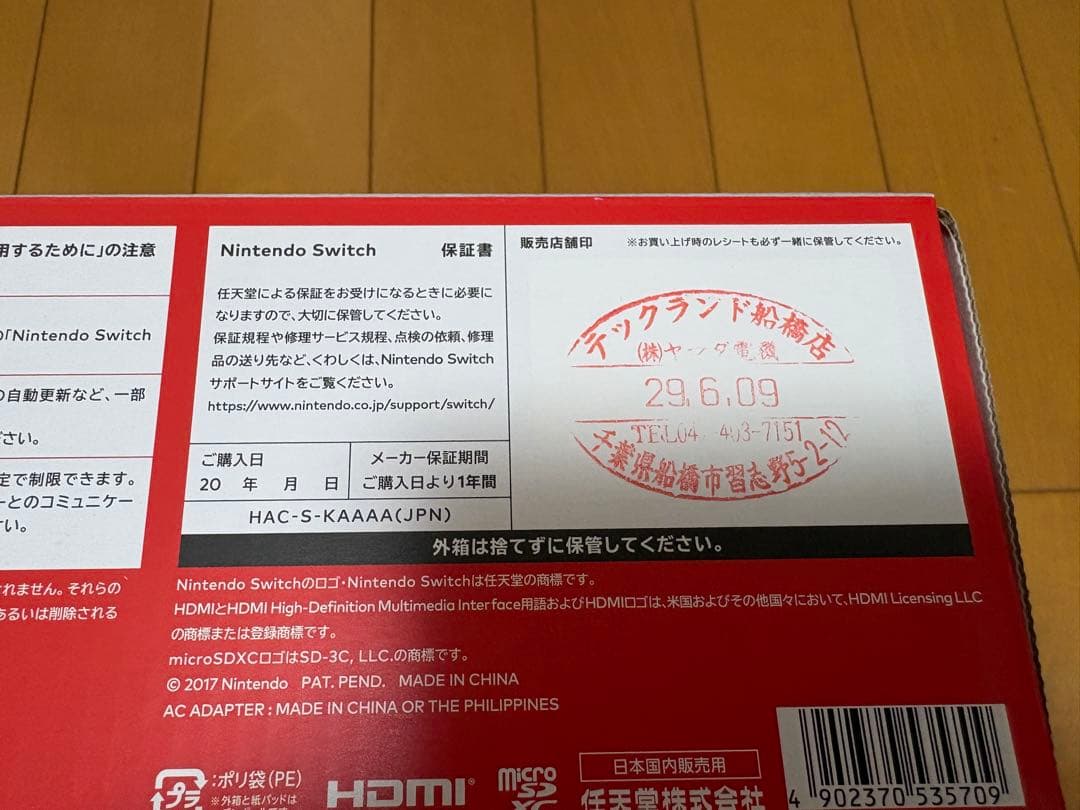 用するために」の注意
の「Nintendo Switch
の自動更新など、一部
ださい。
定で制限できます。
ーとのコミュニケー
い。
れません。それらの
あるいは削除される
Nintendo Switch 保証書
任天堂による保証をお受けになるときに必要に
なりますので、大切に保管してください。
保証規程や修理サービス規程、点検の依頼、修理
品の送り先など、くわしくは、Nintendo Switch
サポートサイトをご覧ください。
https://www.nintendo.co.jp/support/switch/
ご購入日
20 年 月 日
メーカー保証期間
ご購入日より1年間
HAC-S-KAAAA(JPN)
販売店舗印 ※お買い上げ時のレシートも必ず一緒に保管してください。
テックランド船橋店
(株)ヤマダ電機
29.6.09
TEL04 403-7151
千葉県船橋市習志野5-2-12
外箱は捨てずに保管してください。
Nintendo Switchのロゴ・Nintendo Switchは任天堂の商標です。
HDMIとHDMI High-Definition Multimedia Interface用語およびHDMIロゴは、米国およびその他国々において、HDMI Licensing LLC
の商標または登録商標です。
microSDXCロゴはSD-3C, LLC.の商標です。
© 2017 Nintendo PAT. PEND. MADE IN CHINA
AC ADAPTER : MADE IN CHINA OR THE PHILIPPINES
プラ
:ポリ袋(PE)
※外箱と紙パッドは
HDMI®
micro
SD
XC
日本国内販売用
任天堂株式会社
4 902370 535709